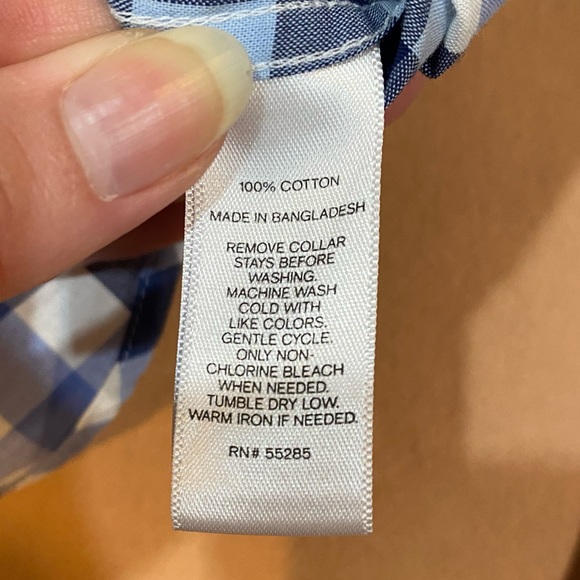 100% COTTON
MADE IN BANGLADESH
REMOVE COLLAR
STAYS BEFORE
WASHING.
MACHINE WASH
COLD WITH
LIKE COLORS.
GENTLE CYCLE.
ONLY NON-
CHLORINE BLEACH
WHEN NEEDED.
TUMBLE DRY LOW.
WARM IRON IF NEEDED.
RN# 55285